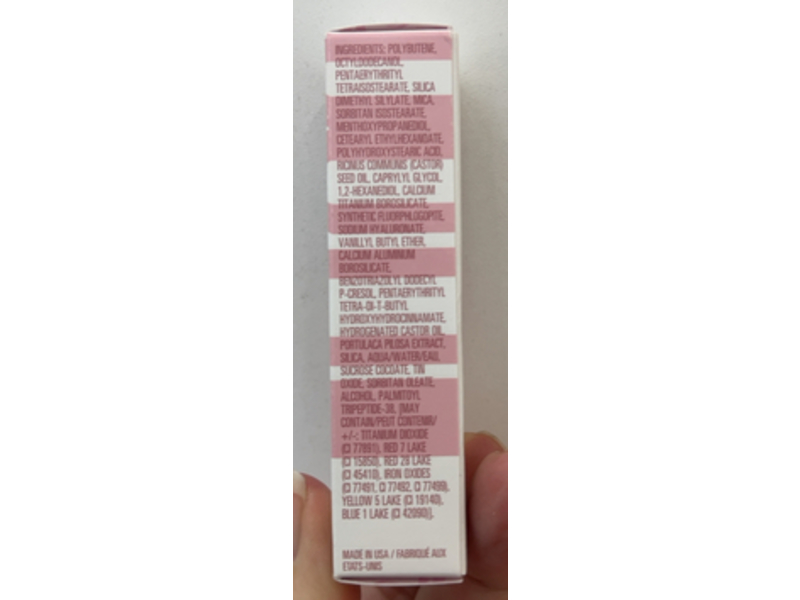 INGREDIENTS: POLYBUTENE,
OCTYLDODECANOL,
PENTAERYTHRITYL
TETRAISOSTEARATE, SILICA
DIMETHYL SILYLATE, MICA,
SORBITAN ISOSTEARATE,
MENTHOXYPROPANEDIOL,
CETEARYL ETHYLHEXANOATE,
POLYHYDROXYSTEARIC ACID,
RICINUS COMMUNIS (CASTOR)
SEED OIL, CAPRYLYL GLYCOL,
1,2-HEXANEDIOL, CALCIUM
TITANIUM BOROSILICATE,
SYNTHETIC FLUORPHLOGOPITE,
SODIUM HYALURONATE,
VANILLYL BUTYL ETHER,
CALCIUM ALUMINUM
BOROSILICATE,
BENZOTRIAZOLYL DODECYL
P-CRESOL, PENTAERYTHRITYL
TETRA-DI-T-BUTYL
HYDROXYHYDROCINNAMATE,
HYDROGENATED CASTOR OIL,
PORTULACA PILOSA EXTRACT,
SILICA, AQUA/WATER/EAU,
SUCROSE COCOATE, TIN
OXIDE, SORBITAN OLEATE,
ALCOHOL, PALMITOYL
TRIPEPTIDE-38, [MAY
CONTAIN/PEUT CONTENIR/
+/-: TITANIUM DIOXIDE
(CI 77891), RED 7 LAKE
(CI 15850), RED 28 LAKE
(CI 45410), IRON OXIDES
(CI 77491, CI 77492, CI 77499),
YELLOW 5 LAKE (CI 19140),
BLUE 1 LAKE (CI 42090)].
MADE IN USA / FABRIQUÉ AUX
ETATS-UNIS